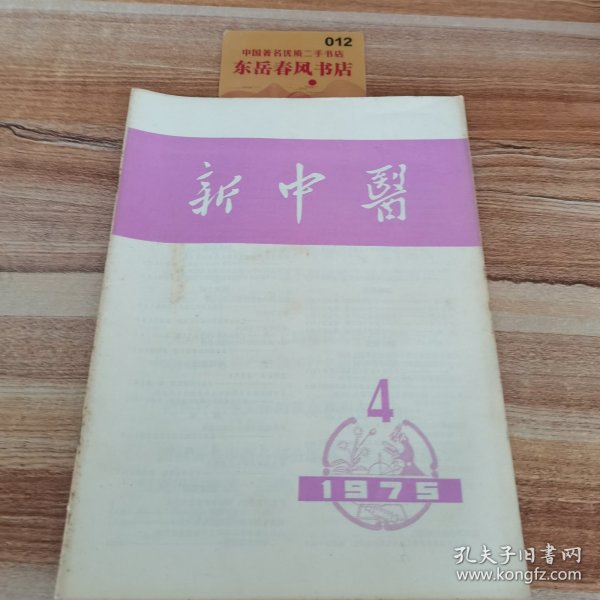 012
中国著名优质二手书店
东岳春风书店
新中醫
4
1975
孔夫子旧书网
www.kongfz.com